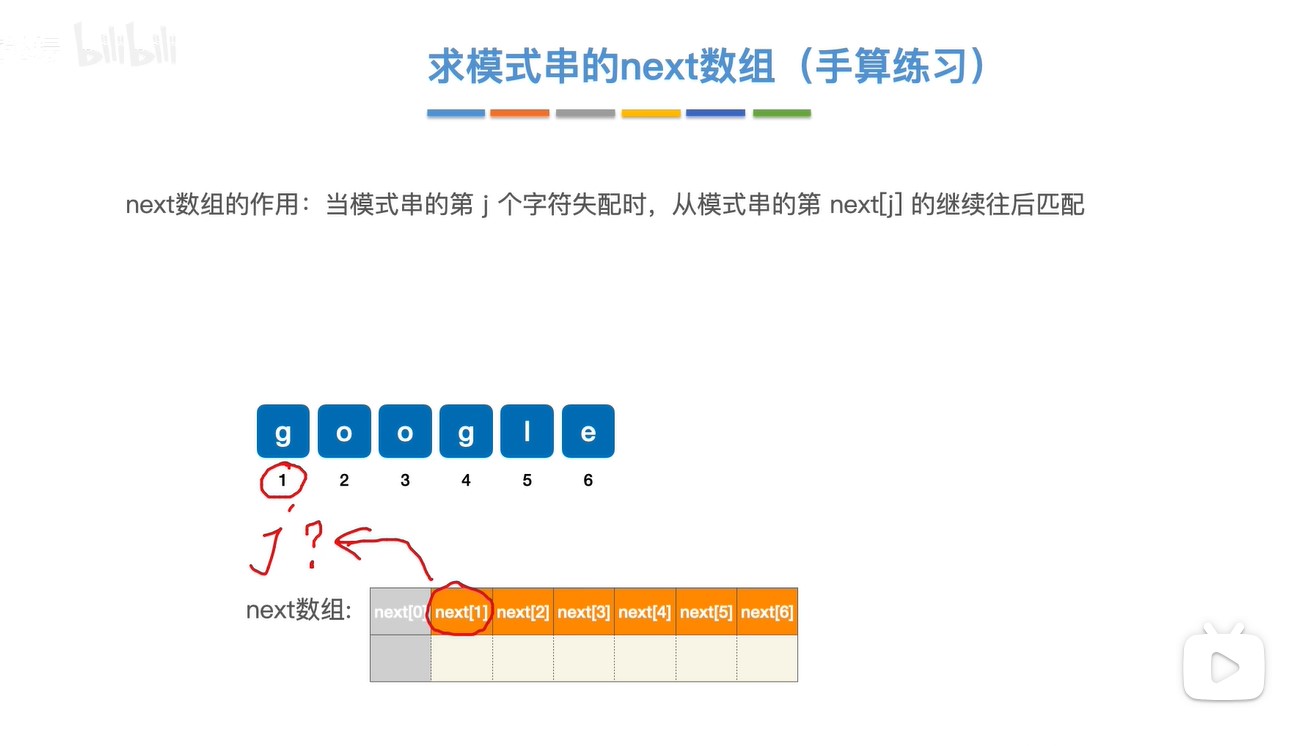 bilibili
求模式串的next数组（手算练习）
next数组的作用：当模式串的第 j 个字符失配时，从模式串的第 next[j] 的继续往后匹配
g o o g l e
1 2 3 4 5 6
j ?
next数组: next[0] next[1] next[2] next[3] next[4] next[5] next[6]